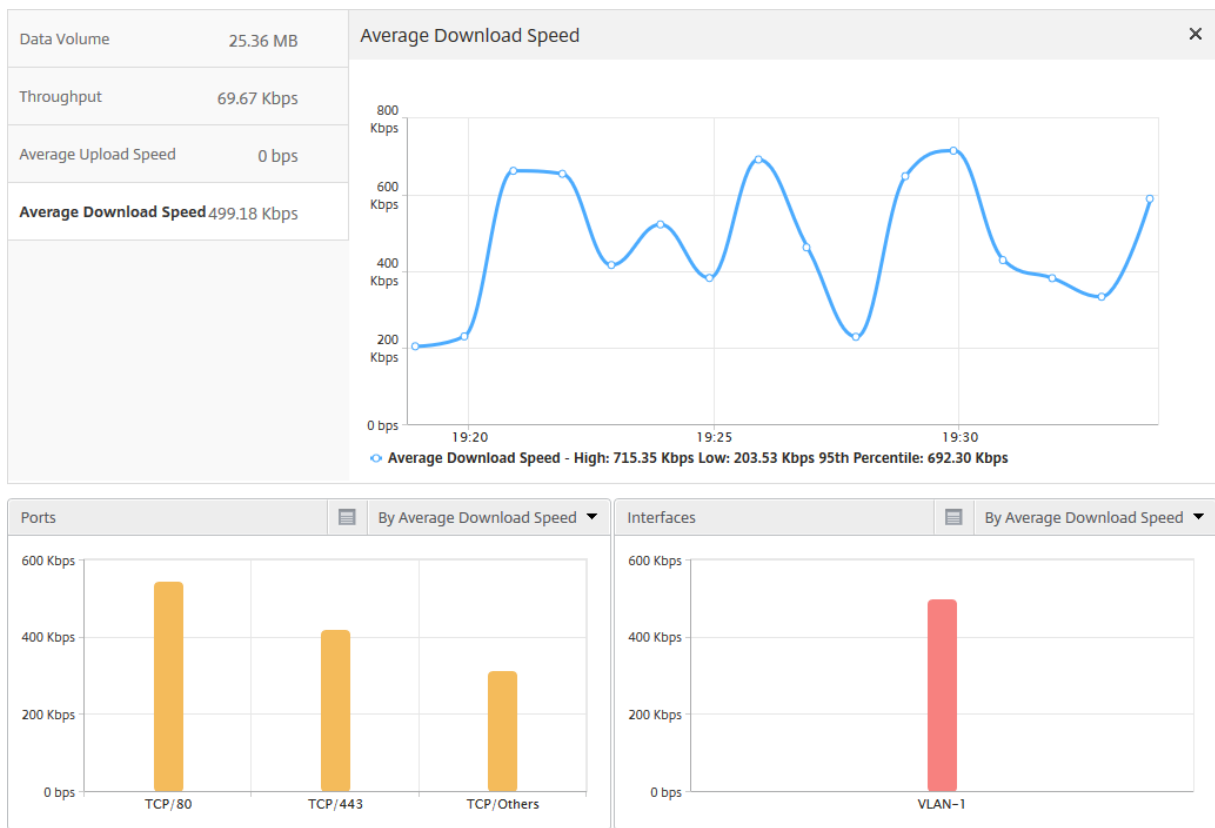 Data Volume 25.36 MB
Throughput 69.67 Kbps
Average Upload Speed 0 bps
Average Download Speed 499.18 Kbps
Average Download Speed ×
800
Kbps
600
Kbps
400
Kbps
200
Kbps
0 bps
19:20 19:25 19:30
Average Download Speed - High: 715.35 Kbps Low: 203.53 Kbps 95th Percentile: 692.30 Kbps
Ports By Average Download Speed
600 Kbps
400 Kbps
200 Kbps
0 bps
TCP/80 TCP/443 TCP/Others
Interfaces By Average Download Speed
600 Kbps
400 Kbps
200 Kbps
0 bps
VLAN-1